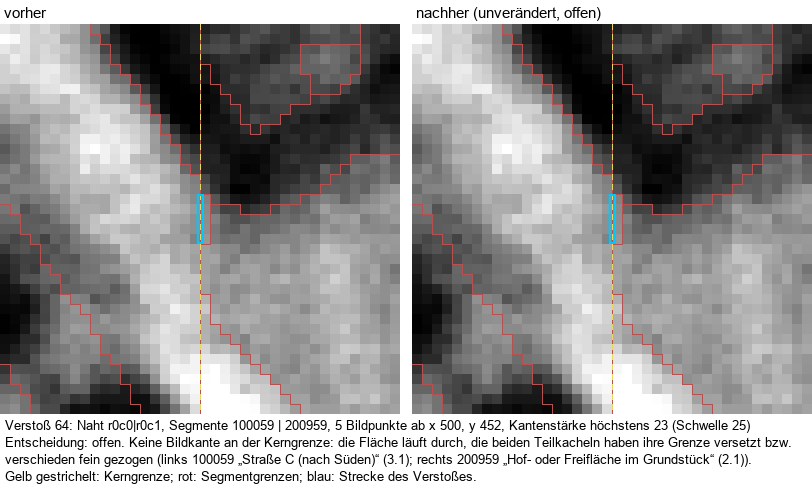 vorher
nachher (unverändert, offen)
Verstoß 64: Naht r0c0|r0c1, Segmente 100059 | 200959, 5 Bildpunkte ab x 500, y 452, Kantenstärke höchstens 23 (Schwelle 25)
Entscheidung: offen. Keine Bildkante an der Kerngrenze: die Fläche läuft durch, die beiden Teilkacheln haben ihre Grenze versetzt bzw.
verschieden fein gezogen (links 100059 „Straße C (nach Süden)“ (3.1); rechts 200959 „Hof- oder Freifläche im Grundstück“ (2.1)).
Gelb gestrichelt: Kerngrenze; rot: Segmentgrenzen; blau: Strecke des Verstoßes.